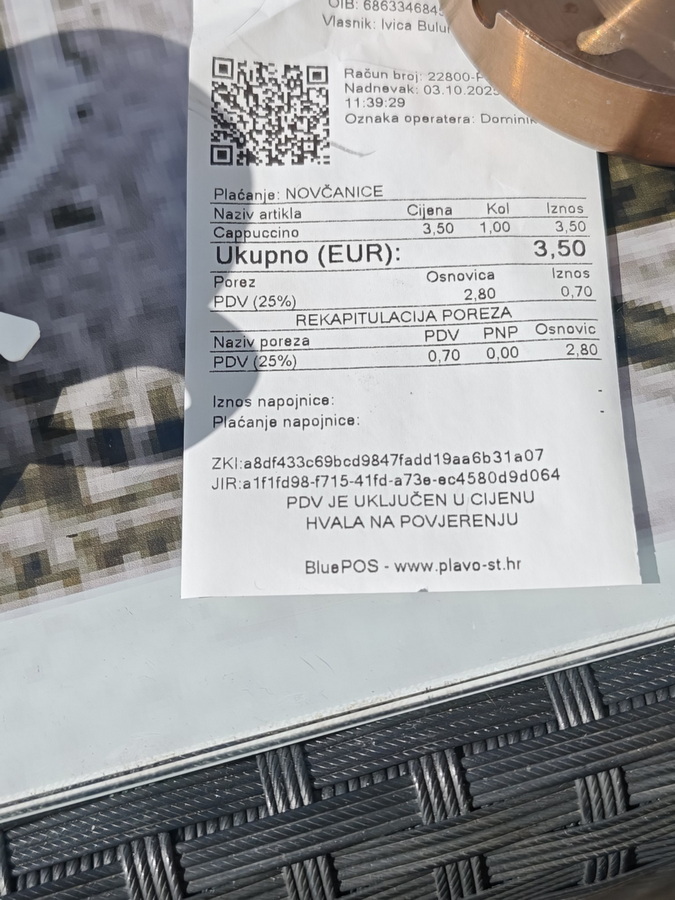 OIB: 686334684
Vlasnik: Ivica
Račun broj: 22800-
Nadnevak: 03.10.202
11:39:29
Oznaka operatera:
Plaćanje: NOVČANICE
Naziv artikla Cijena Kol Iznos
Cappuccino 3,50 1,00 3,50
Ukupno (EUR): 3,50
Porez Osnovica Iznos
PDV (25%) 2,80 0,70
REKAPITULACIJA POREZA
Naziv poreza PDV PNP Osnovic
PDV (25%) 0,70 0,00 2,80
Iznos napojnice: -
Plaćanje napojnice: -
ZKI:a8df433c69bcd9847fadd19aa6b31a07
JIR:a1f1fd98-f715-41fd-a73e-ec4580d9d064
PDV JE UKLJUČEN U CIJENU
HVALA NA POVJERENJU
BluePOS - www.plavo-st.hr